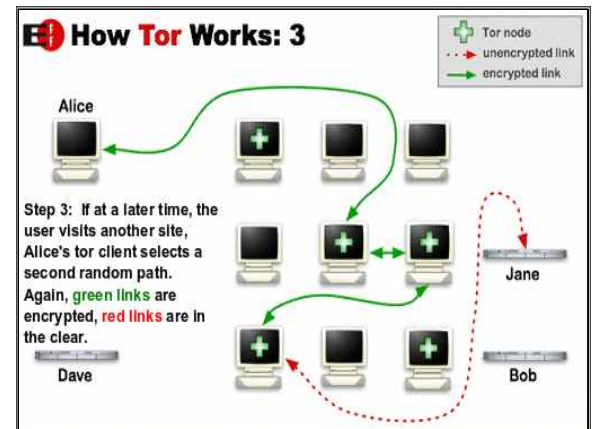 EFF How Tor Works: 3
Tor node
unencrypted link
encrypted link
Alice
Step 3: If at a later time, the
user visits another site,
Alice's tor client selects a
second random path.
Again, green links are
encrypted, red links are in
the clear.
Jane
Dave
Bob